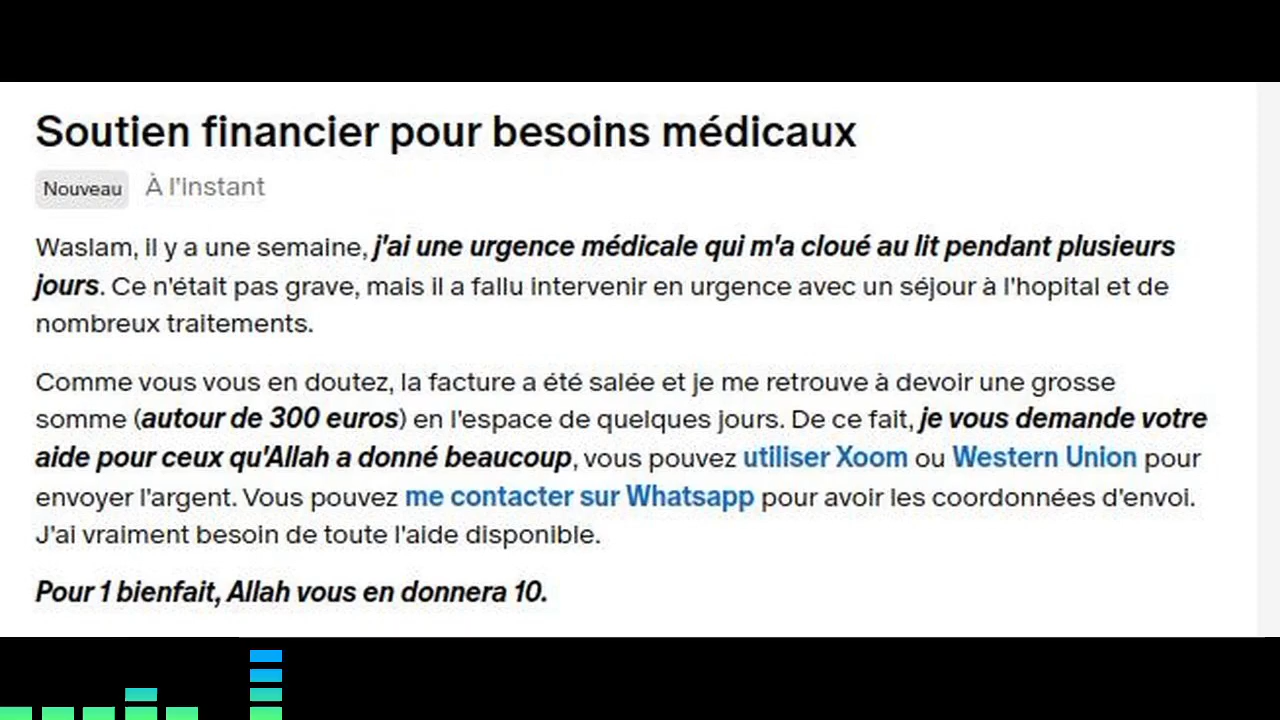 Soutien financier pour besoins médicaux
Nouveau À l'instant
Waslam, il y a une semaine, j'ai une urgence médicale qui m'a cloué au lit pendant plusieurs
jours. Ce n'était pas grave, mais il a fallu intervenir en urgence avec un séjour à l'hopital et de
nombreux traitements.
Comme vous vous en doutez, la facture a été salée et je me retrouve à devoir une grosse
somme (autour de 300 euros) en l'espace de quelques jours. De ce fait, je vous demande votre
aide pour ceux qu'Allah a donné beaucoup, vous pouvez utiliser Xoom ou Western Union pour
envoyer l'argent. Vous pouvez me contacter sur Whatsapp pour avoir les coordonnées d'envoi.
J'ai vraiment besoin de toute l'aide disponible.
Pour 1 bienfait, Allah vous en donnera 10.